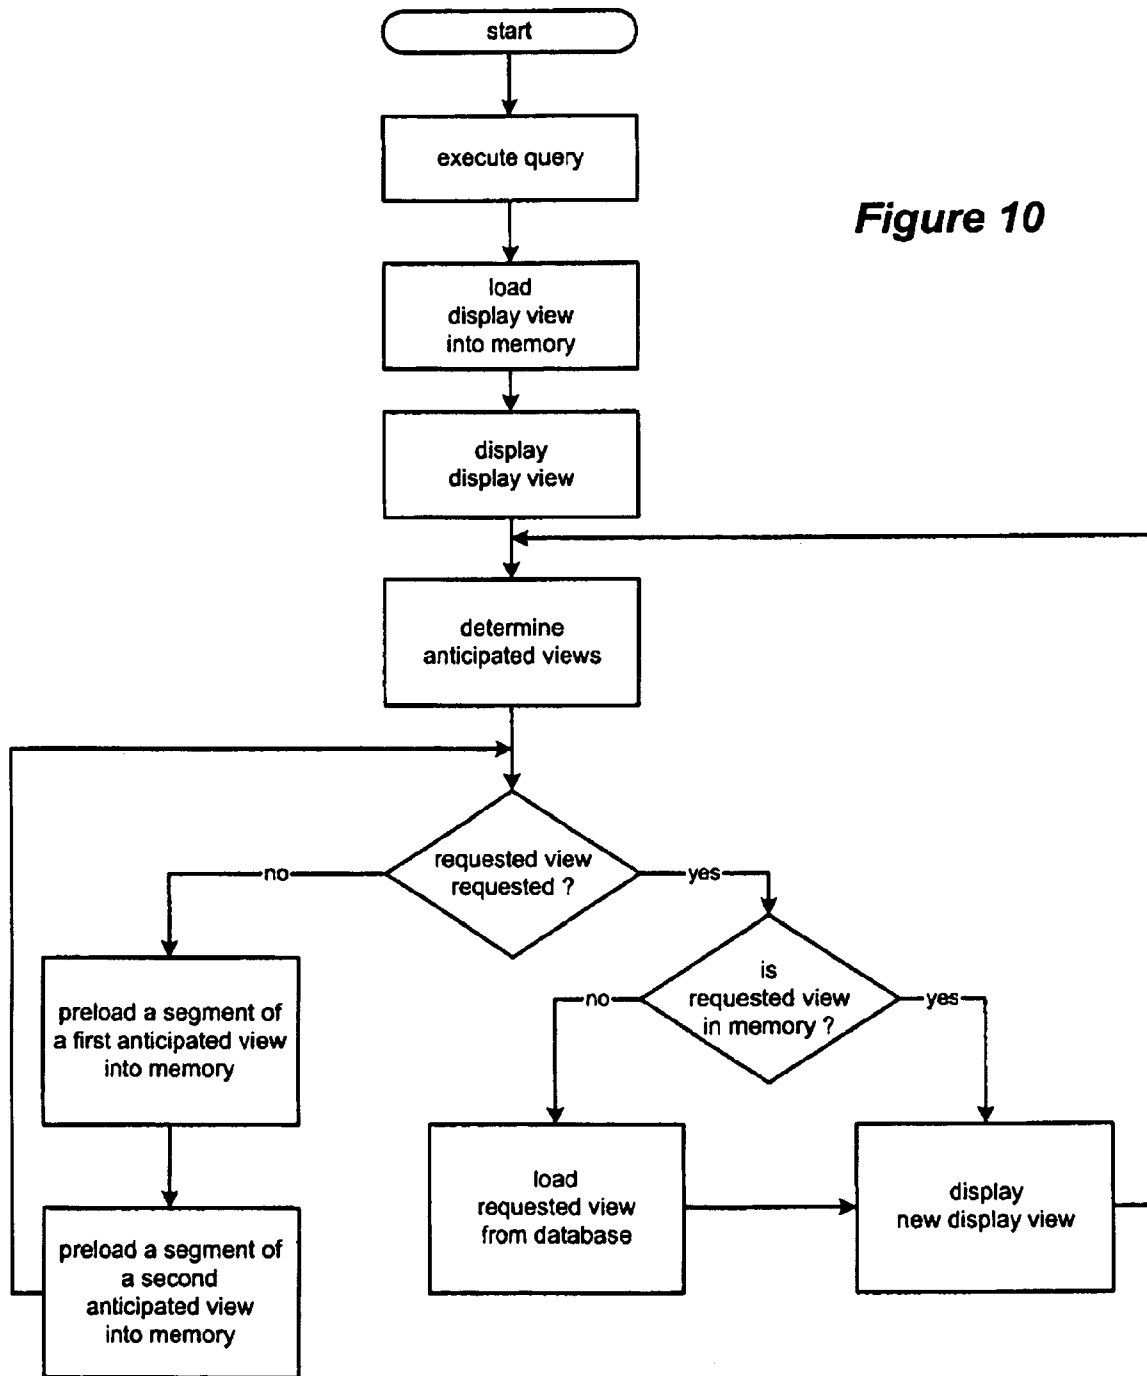 start
execute query
Figure 10
load
display view
into memory
display
display view
determine
anticipated views
requested view
requested ?
no
yes
is
requested view
in memory ?
no
yes
preload a segment of
a first anticipated view
into memory
load
requested view
from database
display
new display view
preload a segment of
a second
anticipated view
into memory